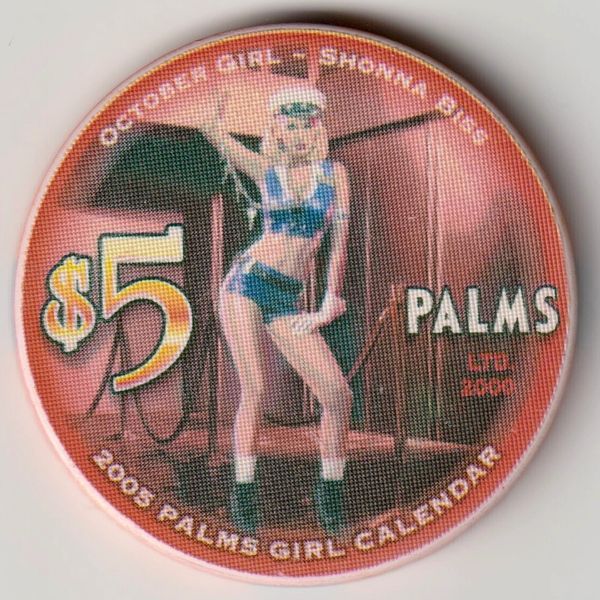 OCTOBER GIRL - SHONNA BISS
$5
PALMS
LTD.
2000
2005 PALMS GIRL CALENDAR